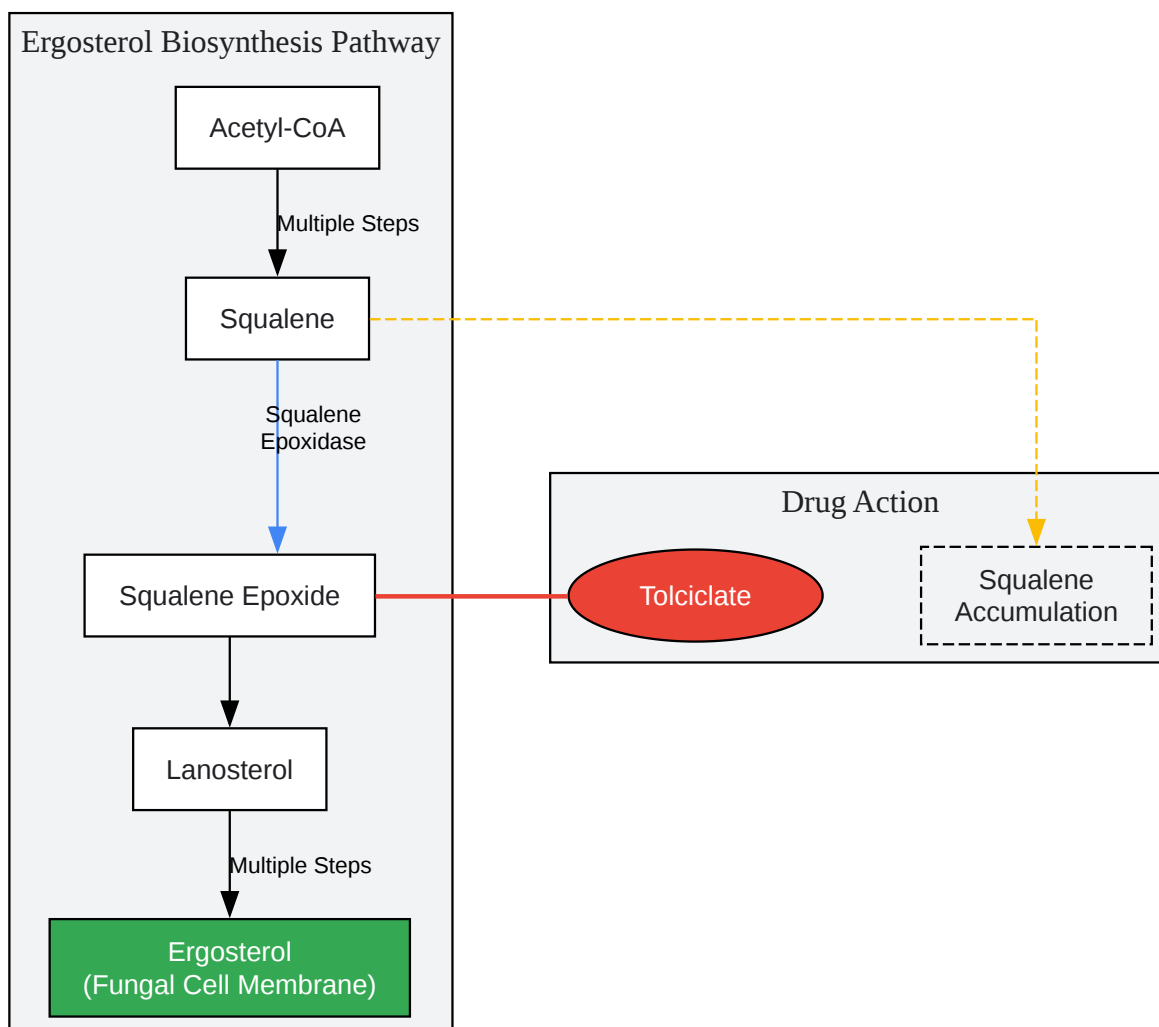 Ergosterol Biosynthesis Pathway
Acetyl-CoA
Multiple Steps
Squalene
Squalene
Epoxidase
Drug Action
Squalene Epoxide
Tolciclate
Squalene
Accumulation
Lanosterol
Multiple Steps
Ergosterol
(Fungal Cell Membrane)